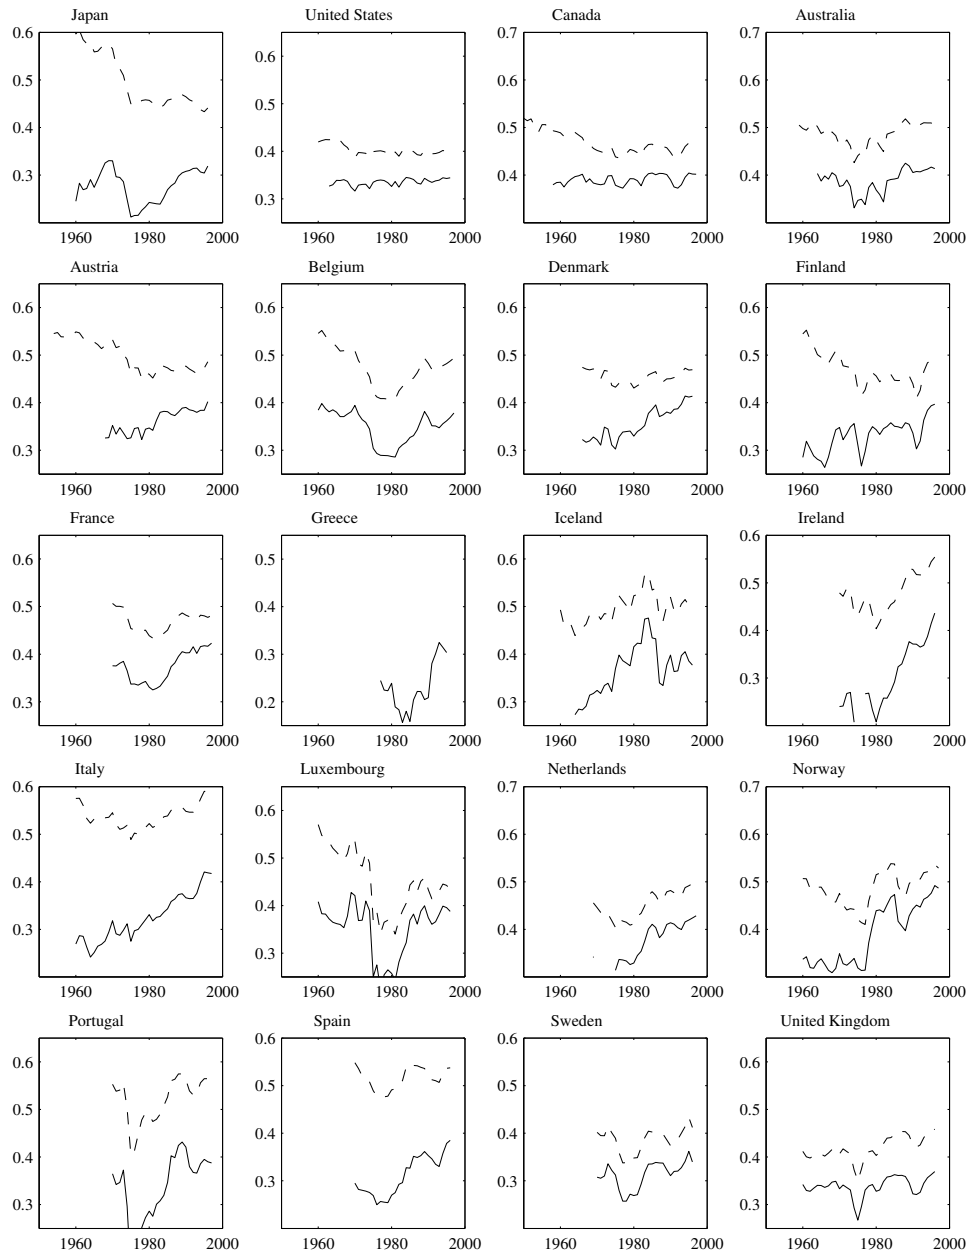 Japan United States Canada Australia
0.6 0.6 0.7 0.7
0.5 0.5 0.6 0.6
0.4 0.4 0.5 0.5
0.3 0.3 0.4 0.4
1960 1980 2000 1960 1980 2000 1960 1980 2000 1960 1980 2000
Austria Belgium Denmark Finland
0.6 0.6 0.6 0.6
0.5 0.5 0.5 0.5
0.4 0.4 0.4 0.4
0.3 0.3 0.3 0.3
1960 1980 2000 1960 1980 2000 1960 1980 2000 1960 1980 2000
France Greece Iceland Ireland
0.6 0.5 0.6 0.6
0.5 0.4 0.5 0.5
0.4 0.3 0.4 0.4
0.3 0.2 0.3 0.3
1960 1980 2000 1960 1980 2000 1960 1980 2000 1960 1980 2000
Italy Luxembourg Netherlands Norway
0.6 0.6 0.7 0.7
0.5 0.5 0.6 0.6
0.4 0.4 0.5 0.5
0.3 0.3 0.4 0.4
1960 1980 2000 1960 1980 2000 1960 1980 2000 1960 1980 2000
Portugal Spain Sweden United Kingdom
0.6 0.6 0.6 0.6
0.5 0.5 0.5 0.5
0.4 0.4 0.4 0.4
0.3 0.3 0.3 0.3
1960 1980 2000 1960 1980 2000 1960 1980 2000 1960 1980 2000